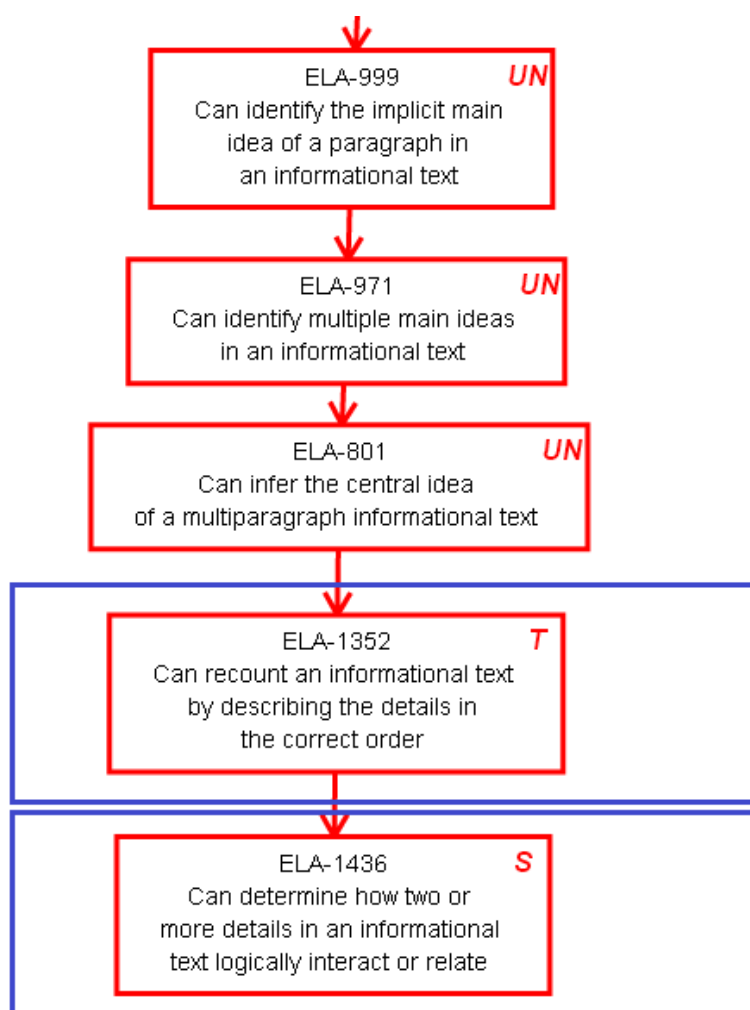 ELA-999 UN
Can identify the implicit main
idea of a paragraph in
an informational text
ELA-971 UN
Can identify multiple main ideas
in an informational text
ELA-801 UN
Can infer the central idea
of a multiparagraph informational text
ELA-1352 T
Can recount an informational text
by describing the details in
the correct order
ELA-1436 S
Can determine how two or
more details in an informational
text logically interact or relate